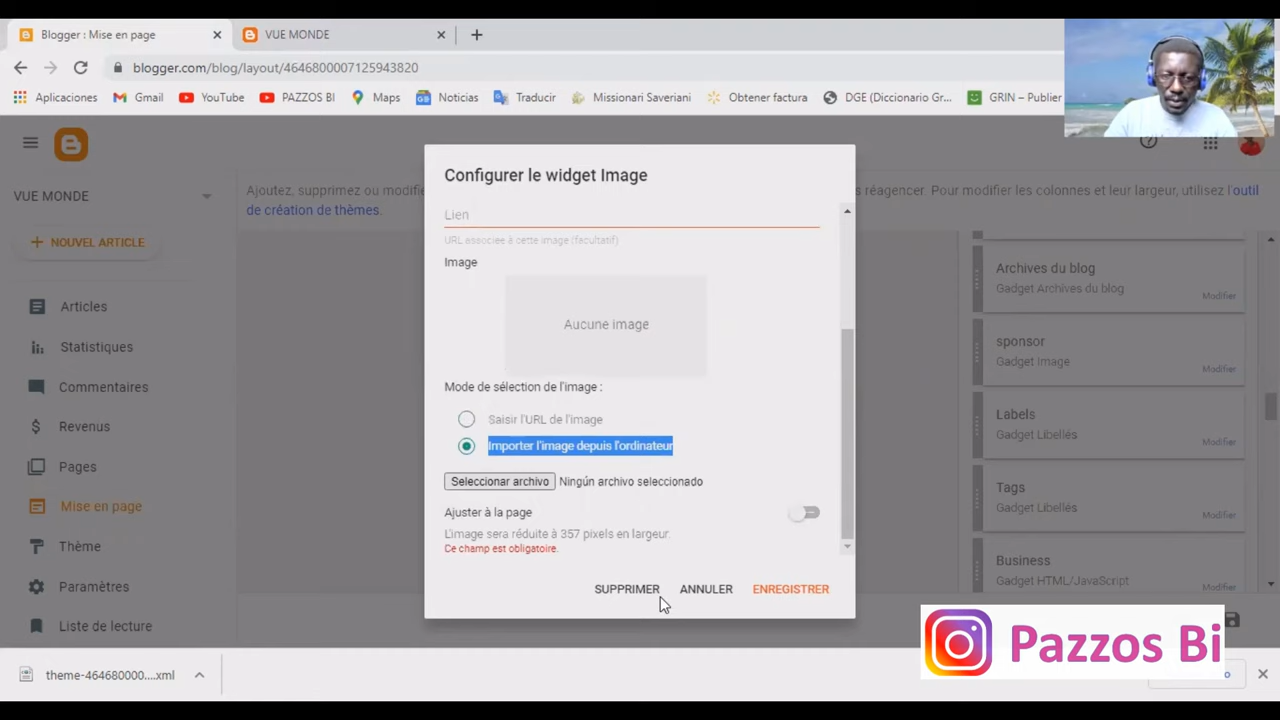 Blogger : Mise en page
VUE MONDE
blogger.com/blog/layout/4646800007125943820
Aplicaciones
Gmail
YouTube
PAZZOS BI
Maps
Noticias
Traducir
Missionari Saveriani
Obtener factura
DGE (Diccionario Gr...
GRIN – Publier
VUE MONDE
NOUVEL ARTICLE
Articles
Statistiques
Commentaires
Revenus
Pages
Mise en page
Thème
Paramètres
Liste de lecture
Ajoutez, supprimez ou modifie
réagencer. Pour modifier les colonnes et leur largeur, utilisez l'outil
de création de thèmes.
Configurer le widget Image
Lien
URL associée à cette image (facultatif)
Image
Aucune image
Mode de sélection de l'image :
Saisir l'URL de l'image
Importer l'image depuis l'ordinateur
Seleccionar archivo Ningún archivo seleccionado
Ajuster à la page
L'image sera réduite à 357 pixels en largeur.
Ce champ est obligatoire.
SUPPRIMER ANNULER ENREGISTRER
Archives du blog
Gadget Archives du blog
Modifier
sponsor
Gadget Image
Modifier
Labels
Gadget Libellés
Modifier
Tags
Gadget Libellés
Modifier
Business
Gadget HTML/JavaScript
Modifier
Pazzos Bi
theme-464680000....xml